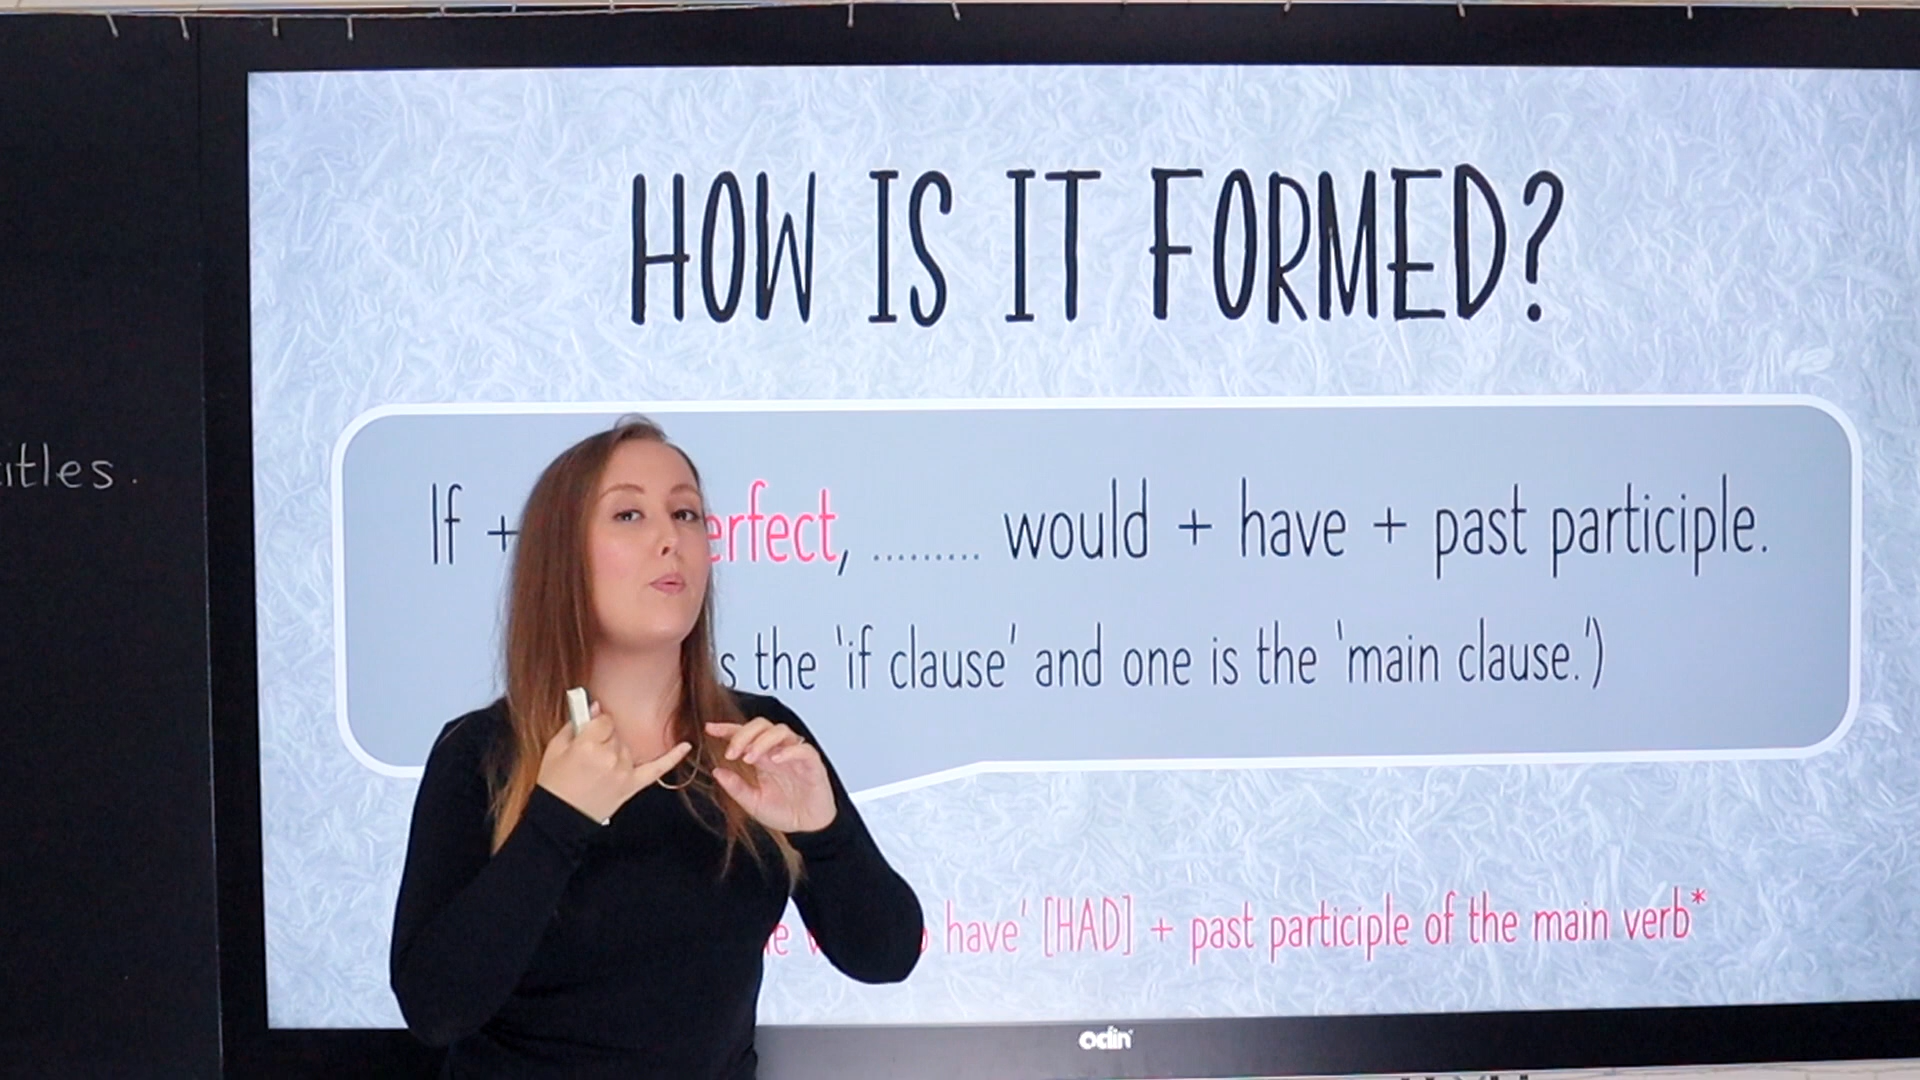 HOW IS IT FORMED?
If + erfect, ......... would + have + past participle.
s the 'if clause' and one is the 'main clause.')
have' [HAD] + past participle of the main verb*
odin